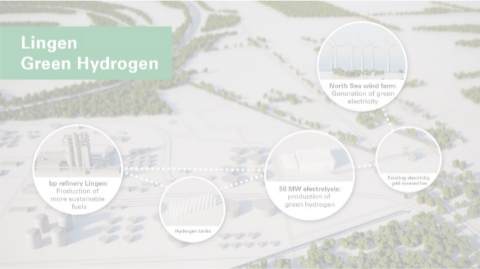 Lingen
Green Hydrogen
North Sea wind farm:
Generation of green
electricity
bp refinery Lingen:
Production of
more sustainable
fuels
Hydrogen tanks
50 MW electrolysis:
production of
green hydrogen
Existing electricity
grid connection